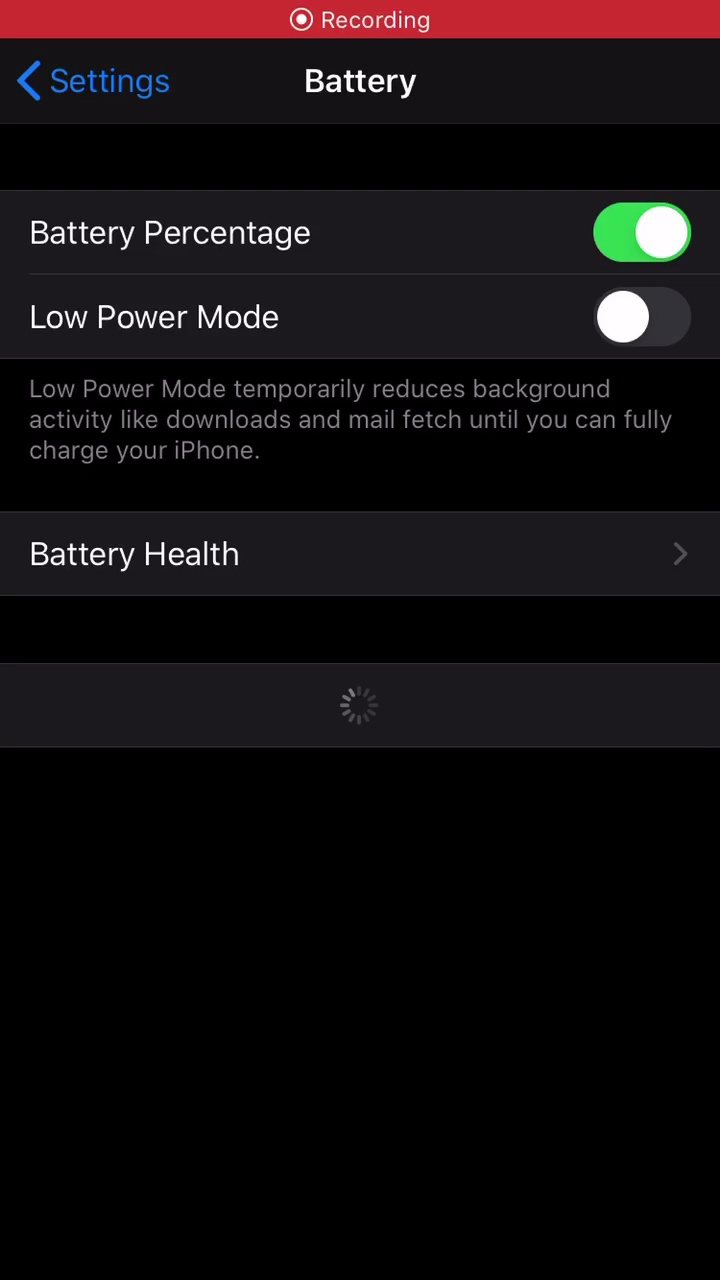 Recording
Settings
Battery
Battery Percentage
Low Power Mode
Low Power Mode temporarily reduces background
activity like downloads and mail fetch until you can fully
charge your iPhone.
Battery Health